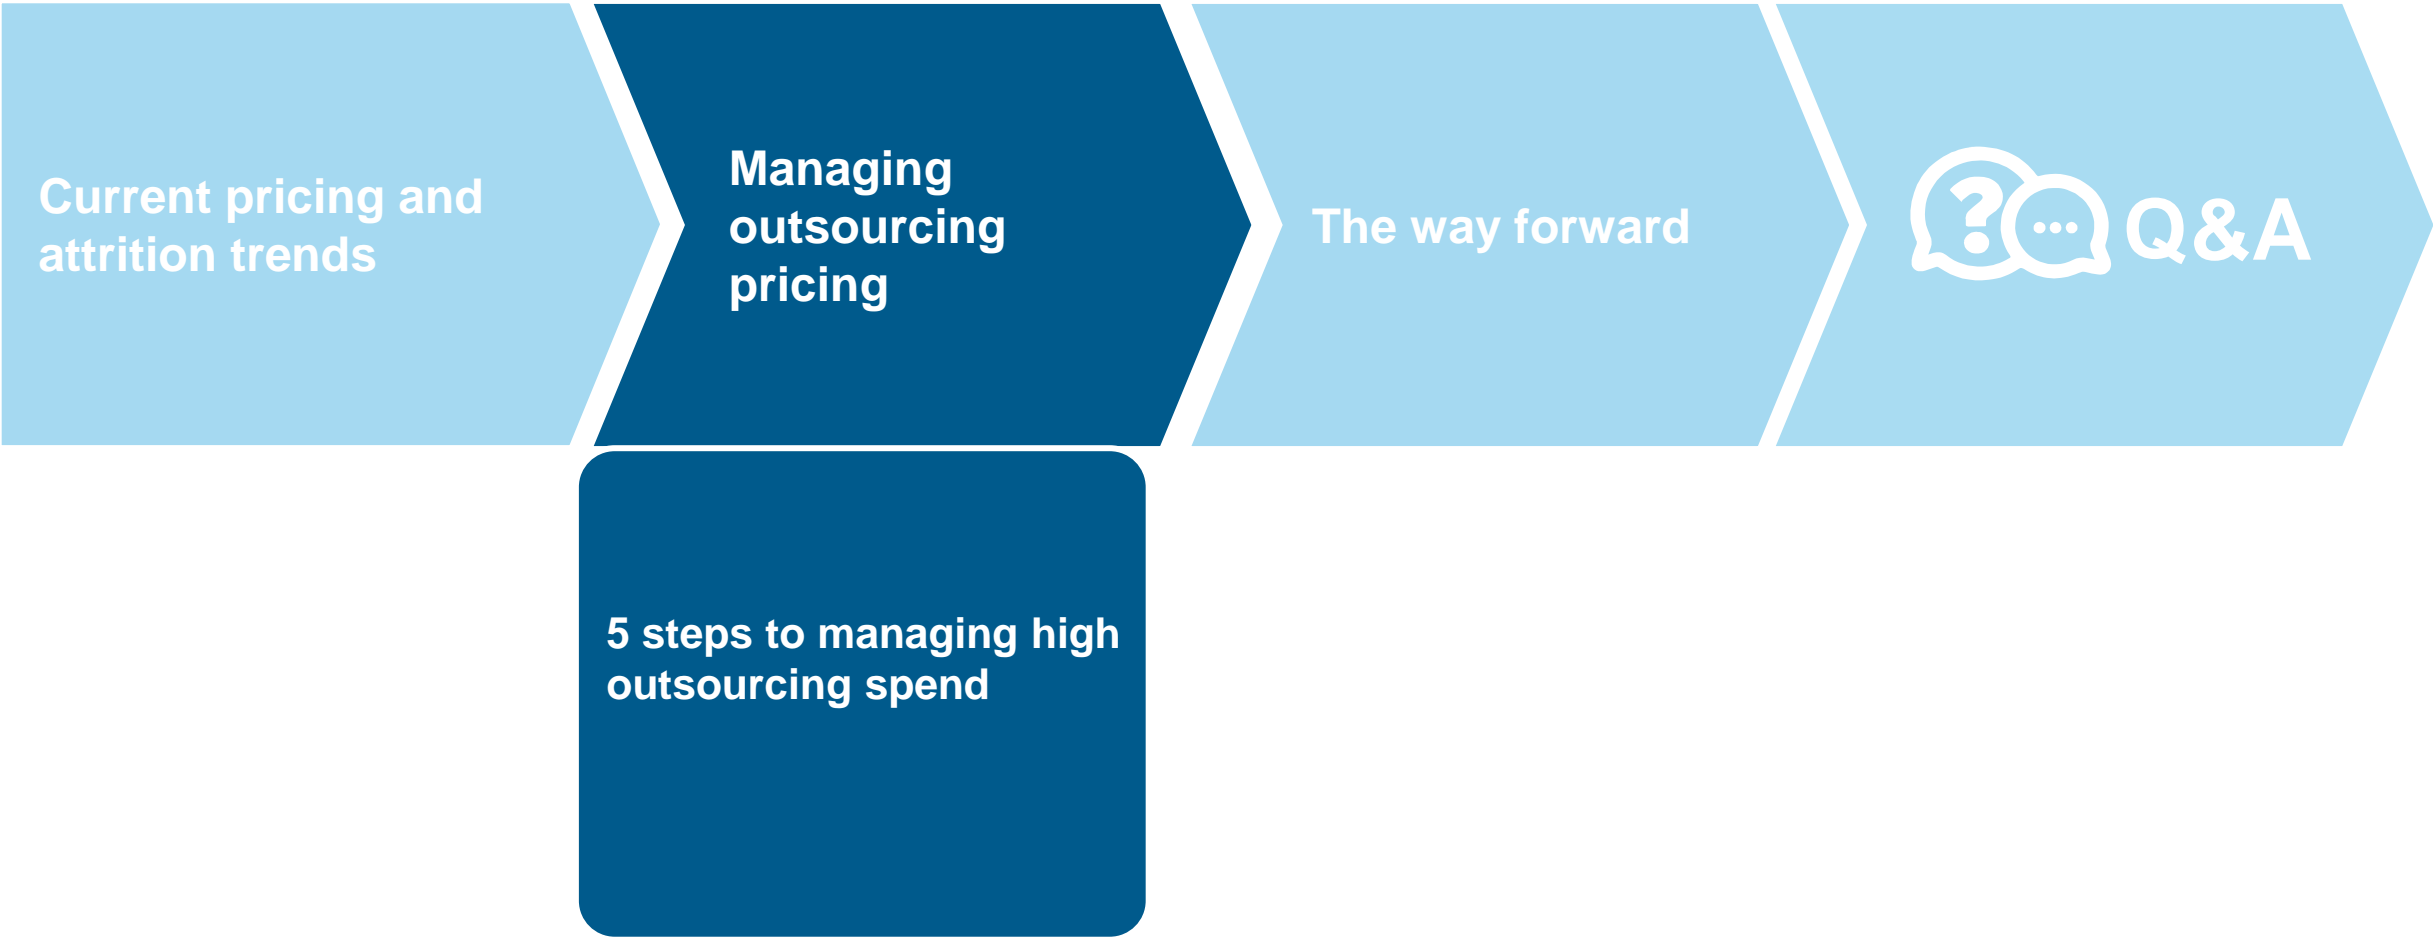 Current pricing and
attrition trends
Managing
outsourcing
pricing
The way forward
? ... Q&A
5 steps to managing high
outsourcing spend